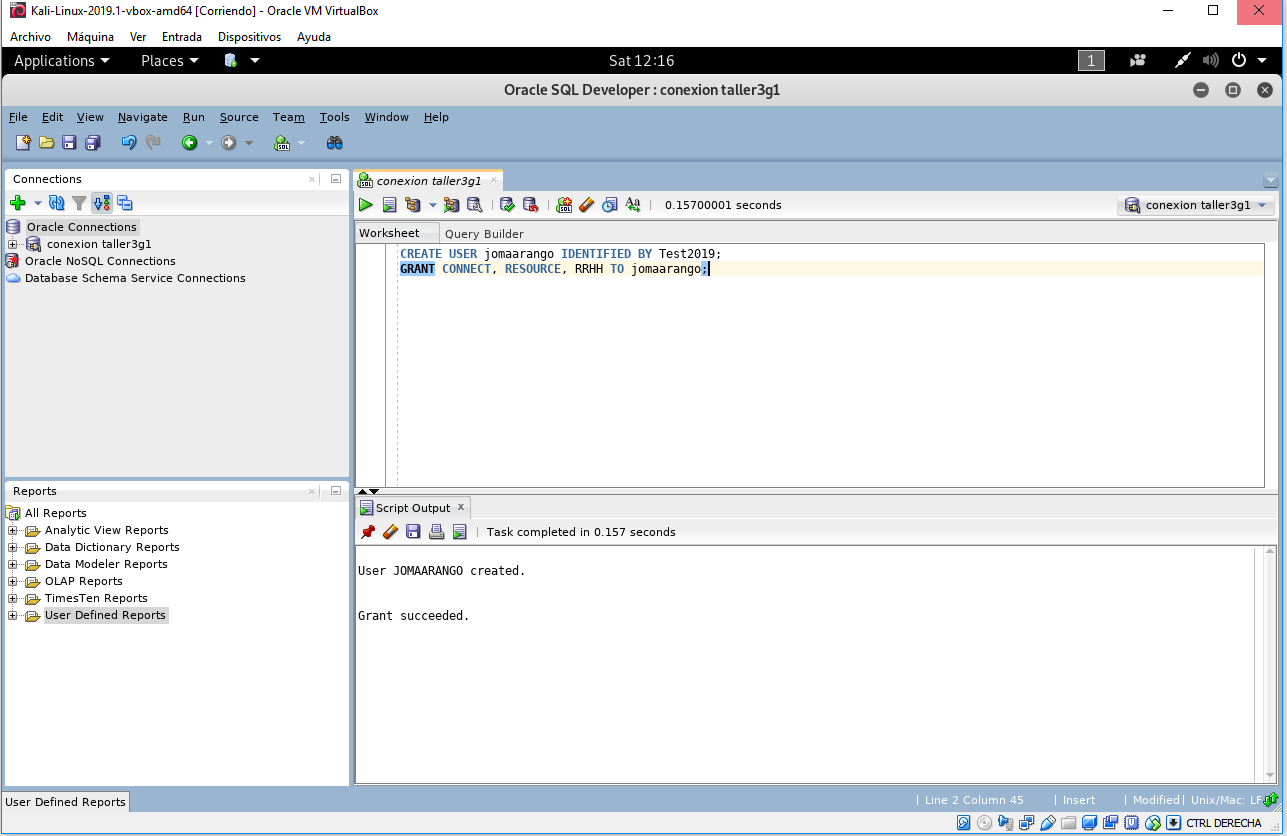 Kali-Linux-2019.1-vbox-amd64 [Corriendo] - Oracle VM VirtualBox
Archivo Máquina Ver Entrada Dispositivos Ayuda
Applications Places Sat 12:16 1
Oracle SQL Developer : conexion taller3g1
File Edit View Navigate Run Source Team Tools Window Help
Connections
Oracle Connections
conexion taller3g1
Oracle NoSQL Connections
Database Schema Service Connections
Reports
All Reports
Analytic View Reports
Data Dictionary Reports
Data Modeler Reports
OLAP Reports
TimesTen Reports
User Defined Reports
conexion taller3g1
0.15700001 seconds conexion taller3g1
Worksheet Query Builder
CREATE USER jomaarango IDENTIFIED BY Test2019;
GRANT CONNECT, RESOURCE, RRHH TO jomaarango;
Script Output x
Task completed in 0.157 seconds
User JOMAARANGO created.
Grant succeeded.
User Defined Reports | Line 2 Column 45 | Insert | Modified | Unix/Mac: LF
CTRL DERECHA